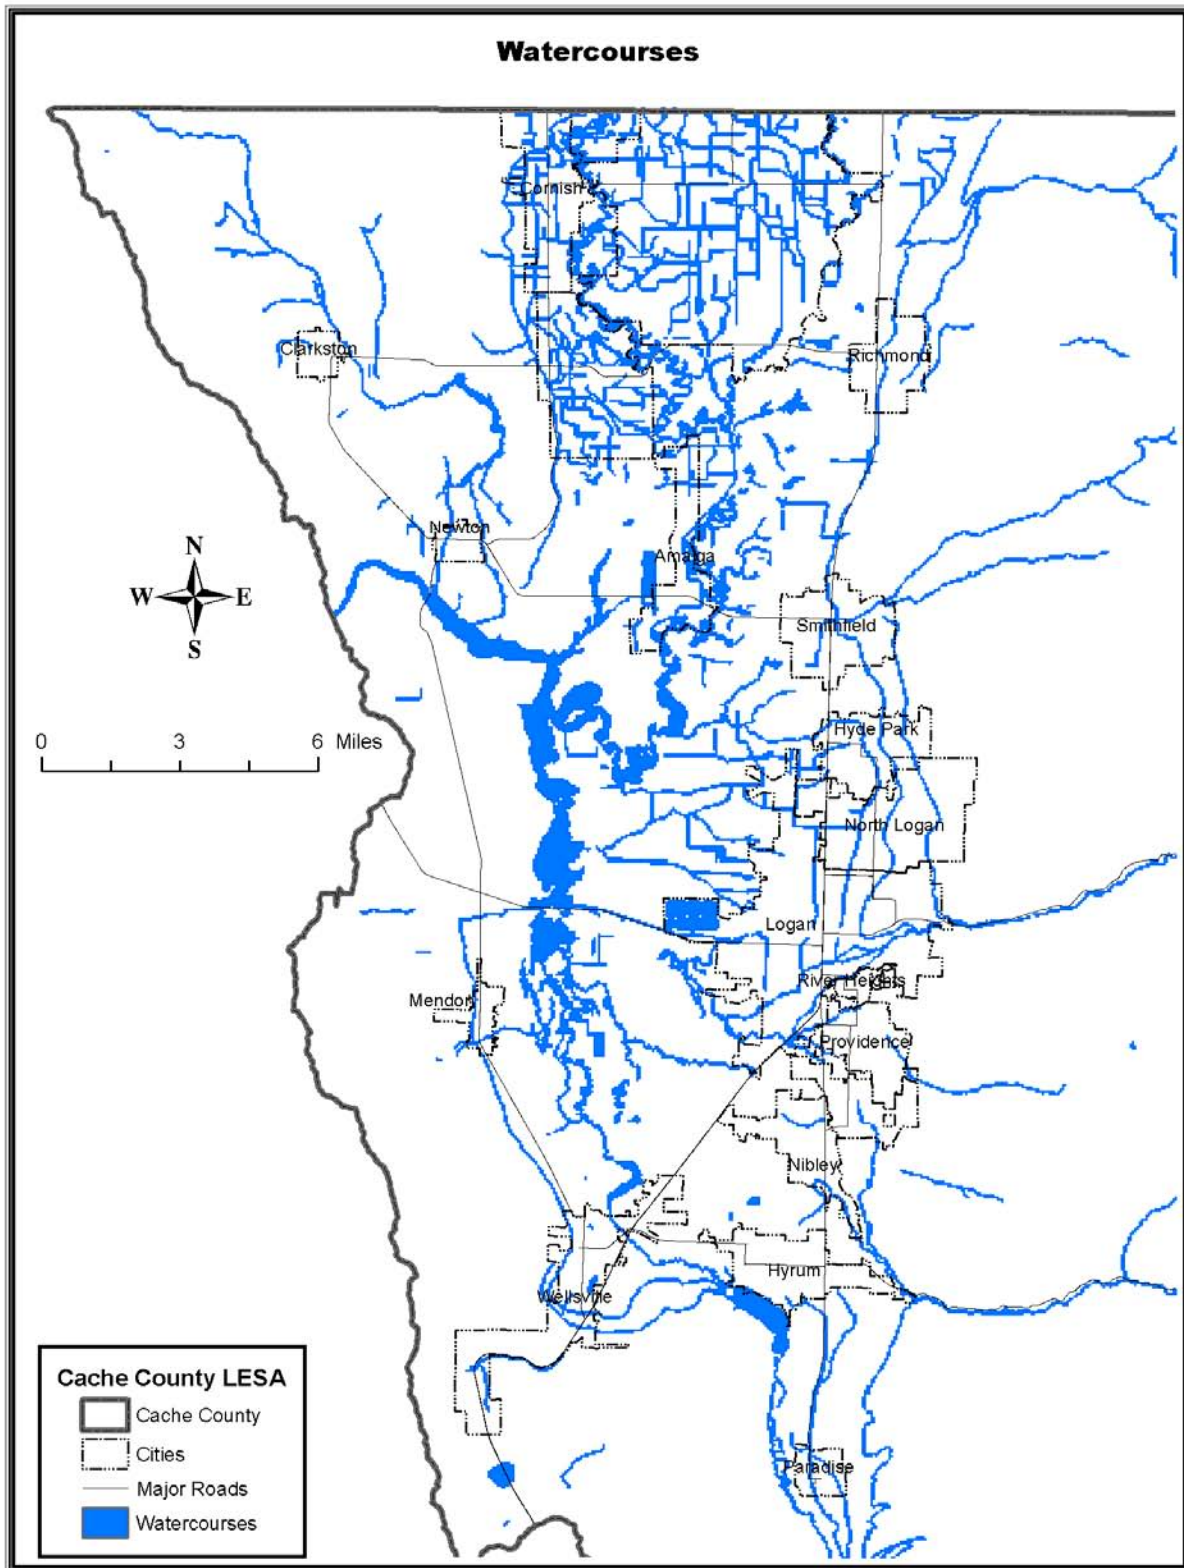 Watercourses
Cornish
Clarkston
Richmond
Newton
Amalga
N
W
E
S
Smithfield
Hyde Park
0
3
6 Miles
North Logan
Logan
River Heights
Mendon
Providence
Nibley
Hyrum
Wellsville
Cache County LESA
Cache County
Cities
Major Roads
Watercourses
Paradise